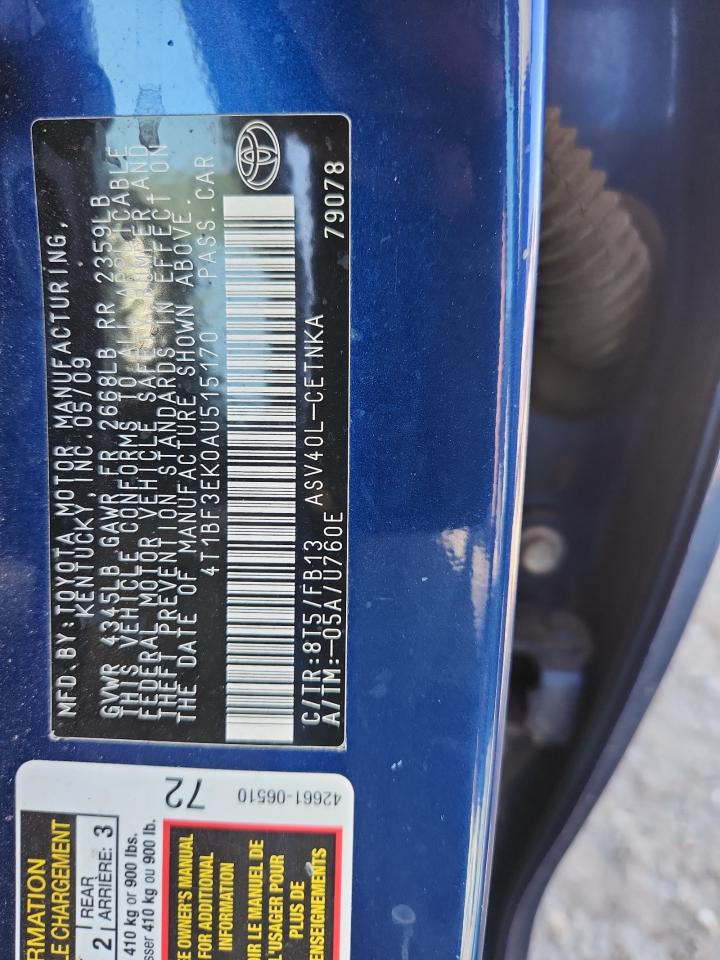 MFD. BY: TOYOTA MOTOR MANUFACTURING,
KENTUCKY, INC. 05/09
GVWR 4345LB GAWR FR 2668LB RR 2359LB
THIS VEHICLE CONFORMS TO ALL APPLICABLE
FEDERAL MOTOR VEHICLE SAFETY, BUMPER, AND
THEFT PREVENTION STANDARDS IN EFFECT ON
THE DATE OF MANUFACTURE SHOWN ABOVE.
4T1BF3EK0AU515170 PASS. CAR
C/TR:8T5/FB13 ASV40L-CETNKA
A/TM:-05A/U760E 79078
72
42661-06510
RMATION
LE CHARGEMENT
2 REAR
ARRIÈRE: 3
410 kg or 900 lbs.
sser 410 kg ou 900 lb.
E OWNER'S MANUAL
FOR ADDITIONAL
INFORMATION
IR LE MANUEL DE
L'USAGER POUR
PLUS DE
ENSEIGNEMENTS